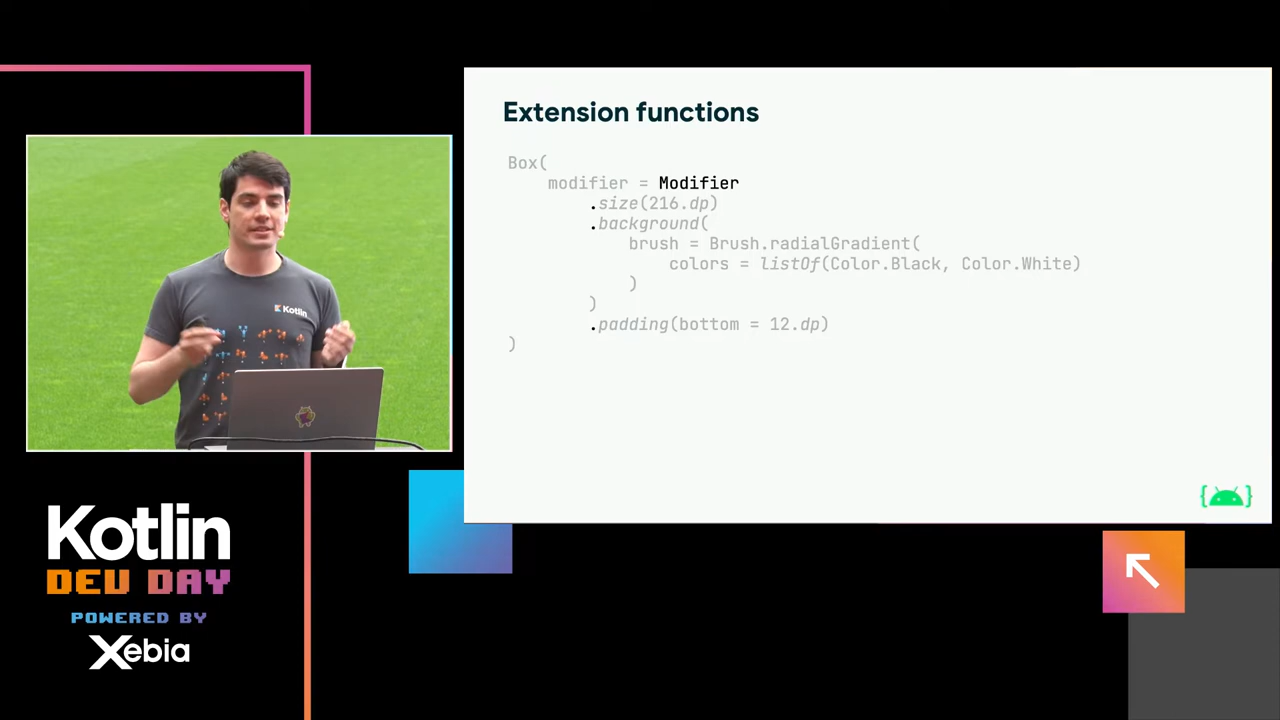 Extension functions
Box(
modifier = Modifier
.size(216.dp)
.background(
brush = Brush.radialGradient(
colors = listOf(Color.Black, Color.White)
)
)
.padding(bottom = 12.dp)
)
Kotlin
Kotlin
DEV DAY
POWERED BY
Xebia